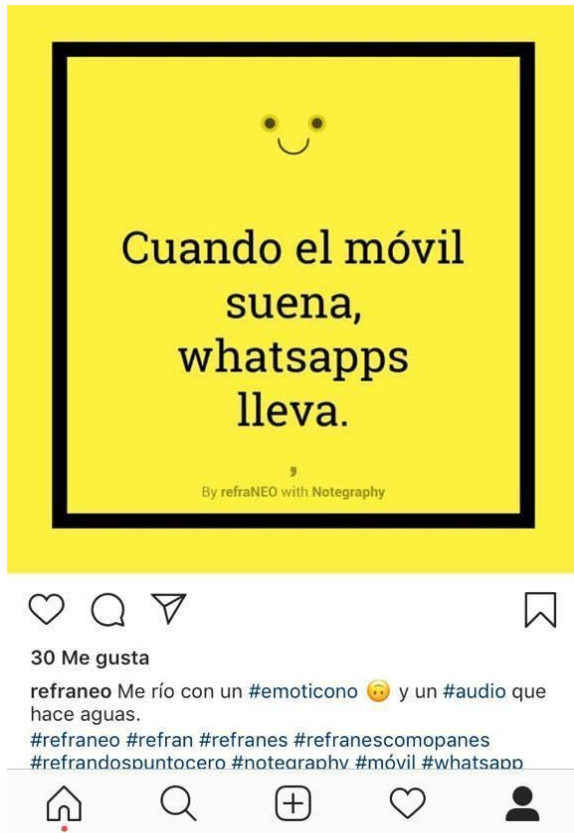 Cuando el móvil
suena,
whatsapps
lleva.
By refraNEO with Notegraphy
30 Me gusta
refraneo Me río con un #emoticono 🙃 y un #audio que
hace aguas.
#refraneo #refran #refranes #refranescomopanes
#refrandospuntocero #notegraphy #móvil #whatsapp